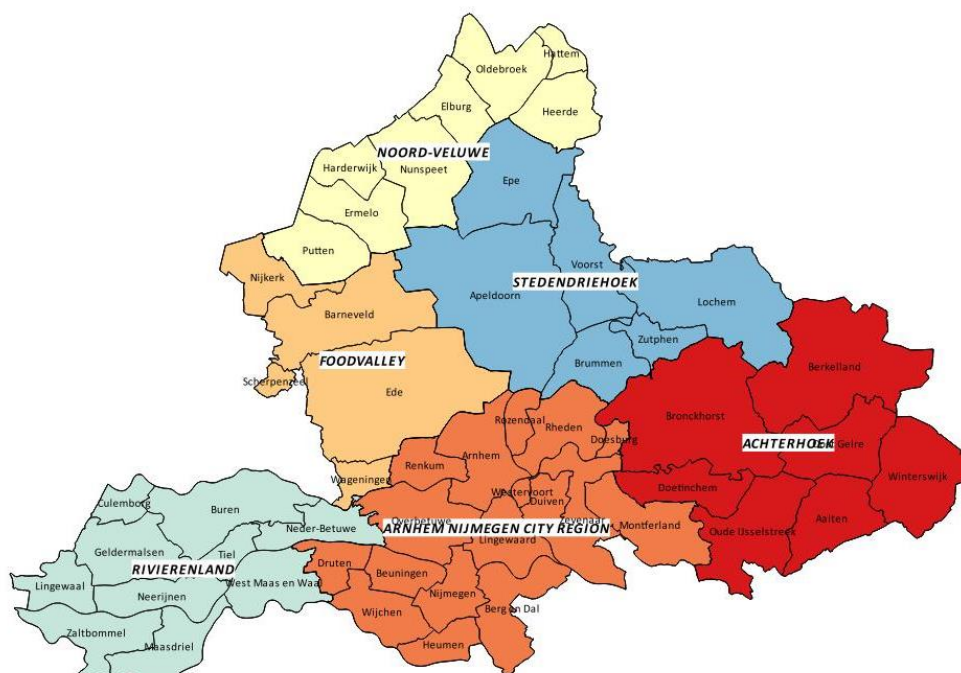 Oldebroek
Hattem
Elburg
Heerde
NOORD-VELUWE
Harderwijk
Nunspeet
Epe
Ermelo
Putten
Voorst
Nijkerk
STEDENDRIEHOEK
Apeldoorn
Lochem
Barneveld
Zutphen
FOODVALLEY
Brummen
Berkelland
Scherpenzeel
Ede
Bronckhorst
Rozendaal
Rheden
Doesburg
ACHTERHOEK
Arnhem
Renkum
Winterswijk
Wageningen
Doetinchem
Westervoort
Duiven
Culemborg
Buren
Neder-Betuwe
Overbetuwe
Zevenaar
Montferland
Aalten
ARNHEM NIJMEGEN CITY REGION
Oude IJsselstreek
Lingewaard
Geldermalsen
Tiel
RIVIERENLAND
Druten
Beuningen
Lingewaal
West Maas en Waal
Neerijnen
Nijmegen
Wijchen
Berg en Dal
Zaltbommel
Maasdriel
Heumen